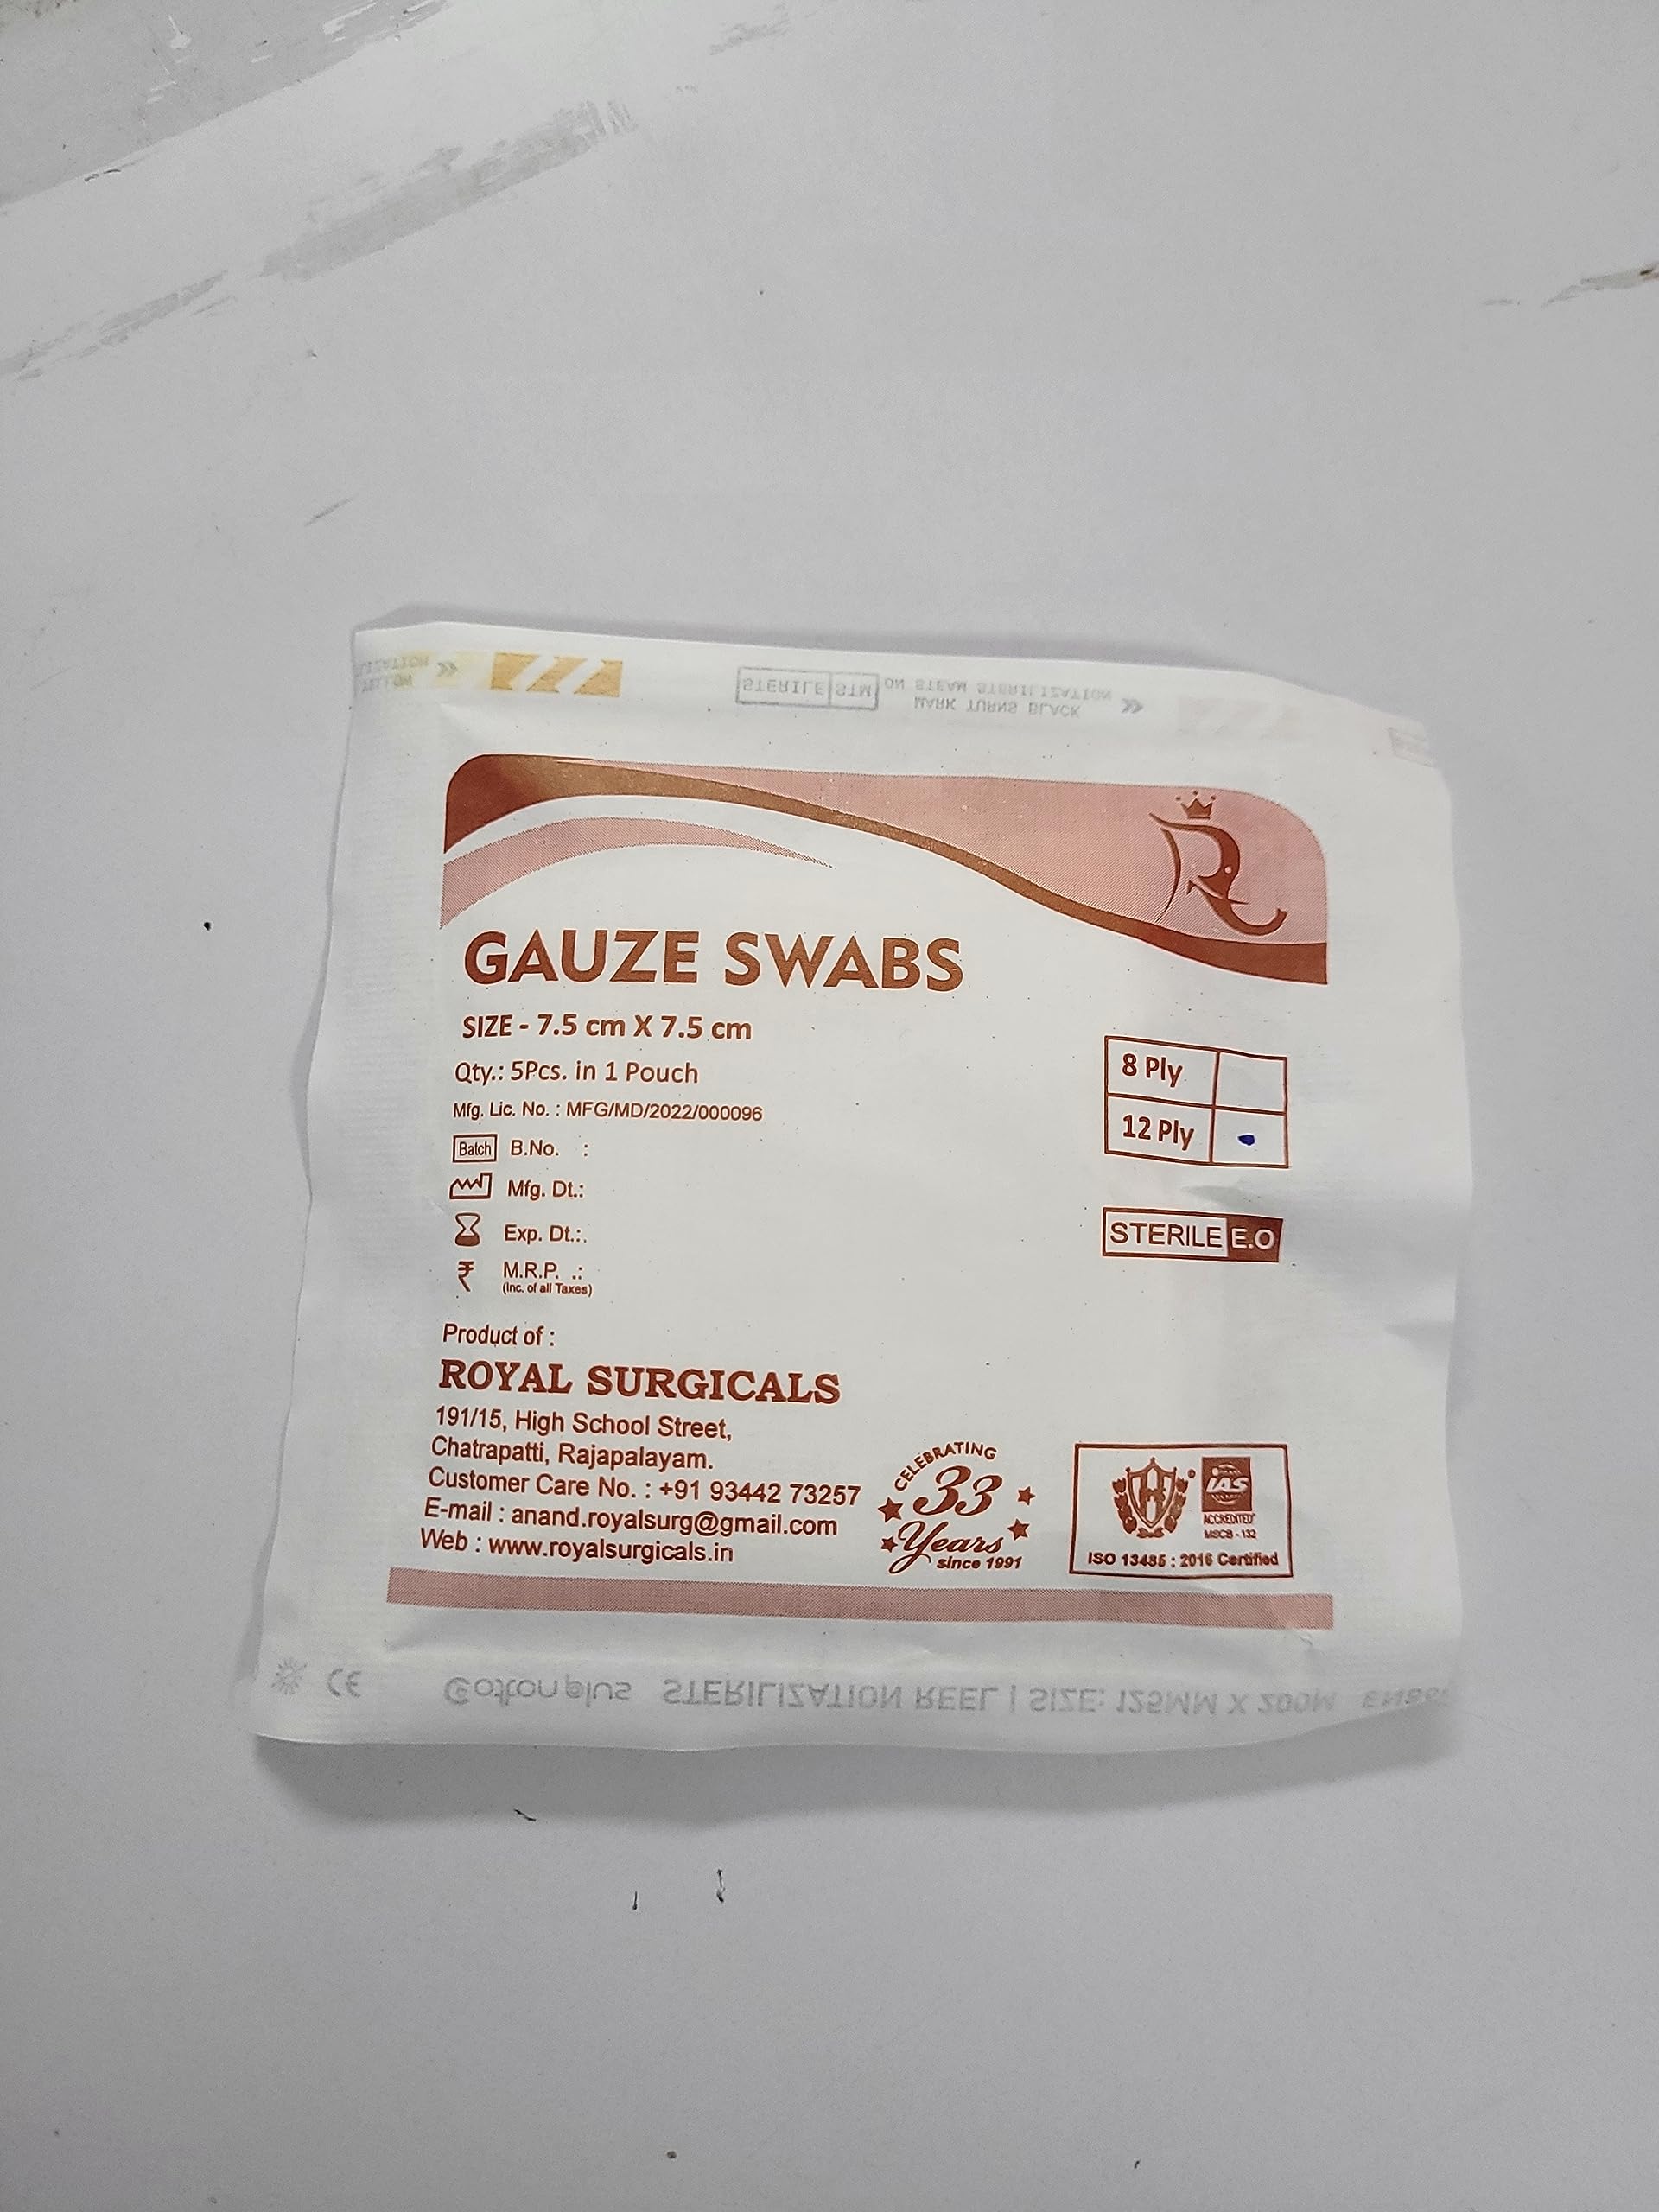 LIZATION
YELLOW
STERILE STM
ON STEAM STERILIZATION
MARK TURNS BLACK
R
GAUZE SWABS
SIZE - 7.5 cm X 7.5 cm
Qty.: 5Pcs. in 1 Pouch
Mfg. Lic. No. : MFG/MD/2022/000096
8 Ply
12 Ply
Batch B.No. :
Mfg. Dt.:
Exp. Dt.:.
₹ M.R.P. .:
(Inc. of all Taxes)
STERILE E.O
Product of :
ROYAL SURGICALS
191/15, High School Street,
Chatrapatti, Rajapalayam.
Customer Care No. : +91 93442 73257
E-mail : anand.royalsurg@gmail.com
Web : www.royalsurgicals.in
CELEBRATING
33
Years
since 1991
H
IAS
ACCREDITED
MSCB - 132
ISO 13485 : 2016 Certified
CE Cottonplus STERILIZATION REEL | SIZE: 125MM X 200M